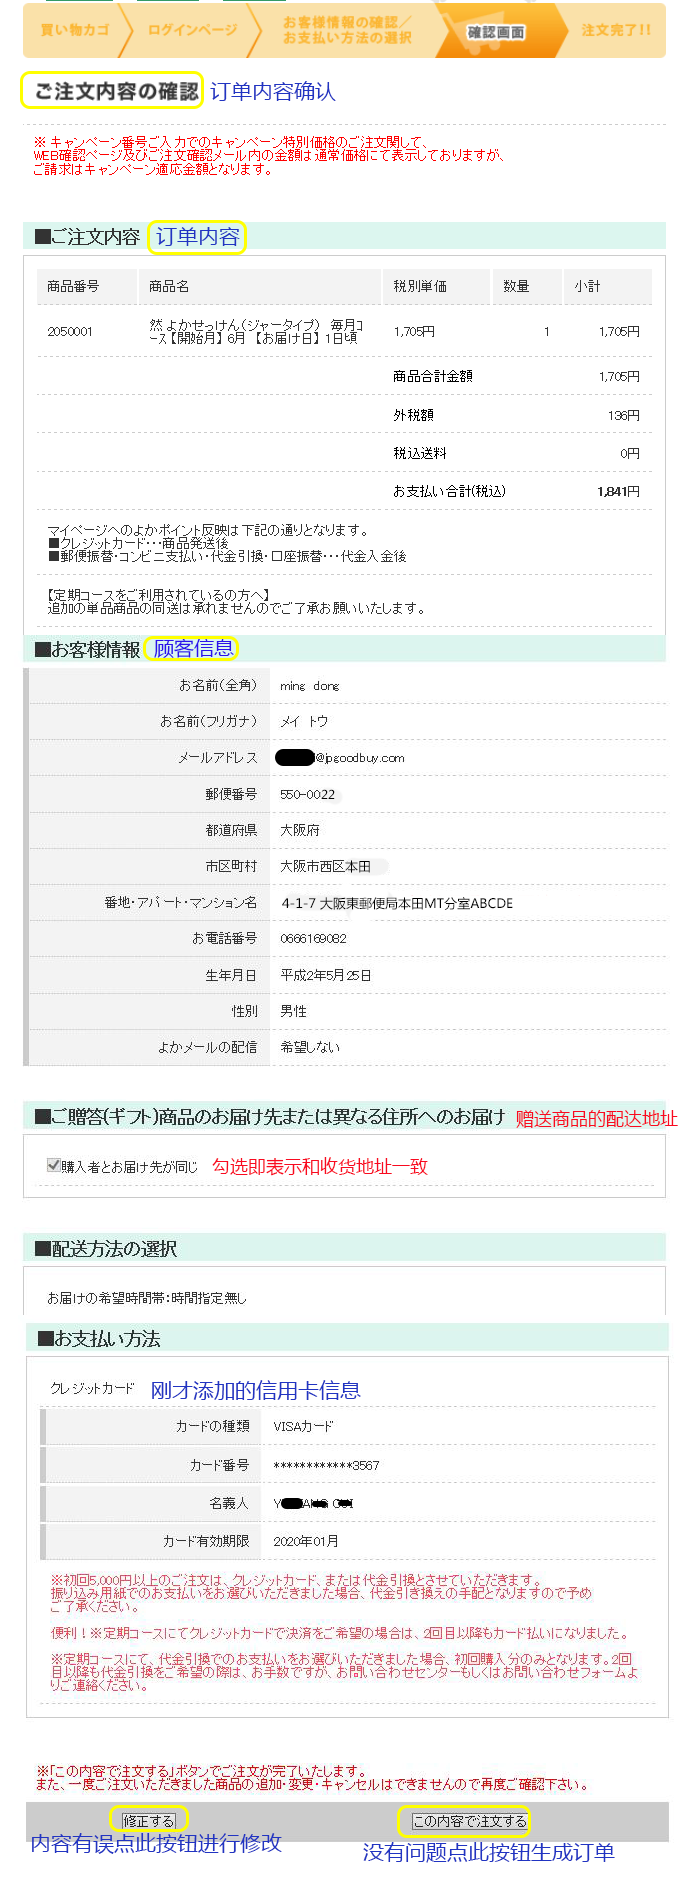 買い物カゴ
ログインページ
お客様情報の確認／
お支払い方法の選択
確認画面
注文完了!!
ご注文内容の確認 订单内容确认
※ キャンペーン番号ご入力でのキャンペーン特別価格のご注文関して、
WEB確認ページ及びご注文確認メール内の金額は通常価格にて表示しておりますが、
ご請求はキャンペーン適応金額となります。
■ご注文内容 订单内容
商品番号 商品名 税別単価 数量 小計
2050001 然 よかせっけん（ジャータイプ） 毎月コース【開始月】 6月 【お届け日】 1日頃 1,705円 1 1,705円
商品合計金額 1,705円
外税額 136円
税込送料 0円
お支払い合計(税込) 1,841円
マイページへのよかポイント反映は下記の通りとなります。
■クレジットカード・・・商品発送後
■郵便振替・コンビニ支払い・代金引換・口座振替・・・代金入金後
【定期コースをご利用されているの方へ】
追加の単品商品の同送は承れませんのでご了承お願いいたします。
■お客様情報 顾客信息
お名前（全角） ming dong
お名前（フリガナ） メイ トウ
メールアドレス @jpgoodbuy.com
郵便番号 550-0022
都道府県 大阪府
市区町村 大阪市西区本田
番地・アパート・マンション名 4-1-7 大阪東郵便局本田MT分室ABCDE
お電話番号 0666169082
生年月日 平成2年5月25日
性別 男性
よかメールの配信 希望しない
■ご贈答(ギフト)商品のお届け先または異なる住所へのお届け 赠送商品的配达地址
購入者とお届け先が同じ 勾选即表示和收货地址一致
■配送方法の選択
お届けの希望時間帯：時間指定無し
■お支払い方法
クレジットカード 刚才添加的信用卡信息
カードの種類 VISAカード
カード番号 ************3567
名義人
カード有効期限 2020年01月
※初回5,000円以上のご注文は、クレジットカード、または代金引換とさせていただきます。
振り込み用紙でのお支払いをお選びいただきました場合、代金引き換えの手配となりますので予め
ご了承ください。
便利！※定期コースにてクレジットカードで決済をご希望の場合は、2回目以降もカード払いになりました。
※定期コースにて、代金引換でのお支払いをお選びいただきました場合、初回購入分のみとなります。2回
目以降も代金引換をご希望の際は、お手数ですが、お問い合わせセンターもしくはお問い合わせフォームよ
りご連絡ください。
※「この内容で注文する」ボタンでご注文が完了いたします。
また、一度ご注文いただきました商品の追加・変更・キャンセルはできませんので再度ご確認下さい。
修正する この内容で注文する
内容有误点此按钮进行修改
没有问题点此按钮生成订单